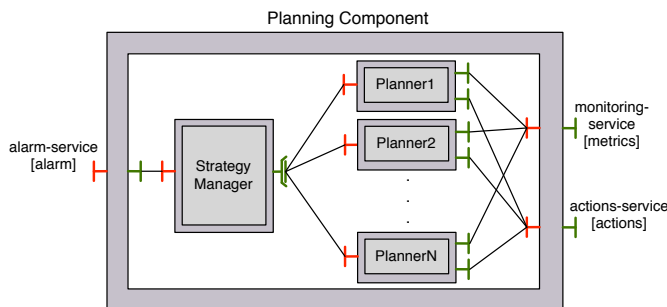 Planning Component
alarm-service
[alarm]
Strategy
Manager
Planner1
Planner2
.
.
.
PlannerN
monitoring-
service
[metrics]
actions-service
[actions]